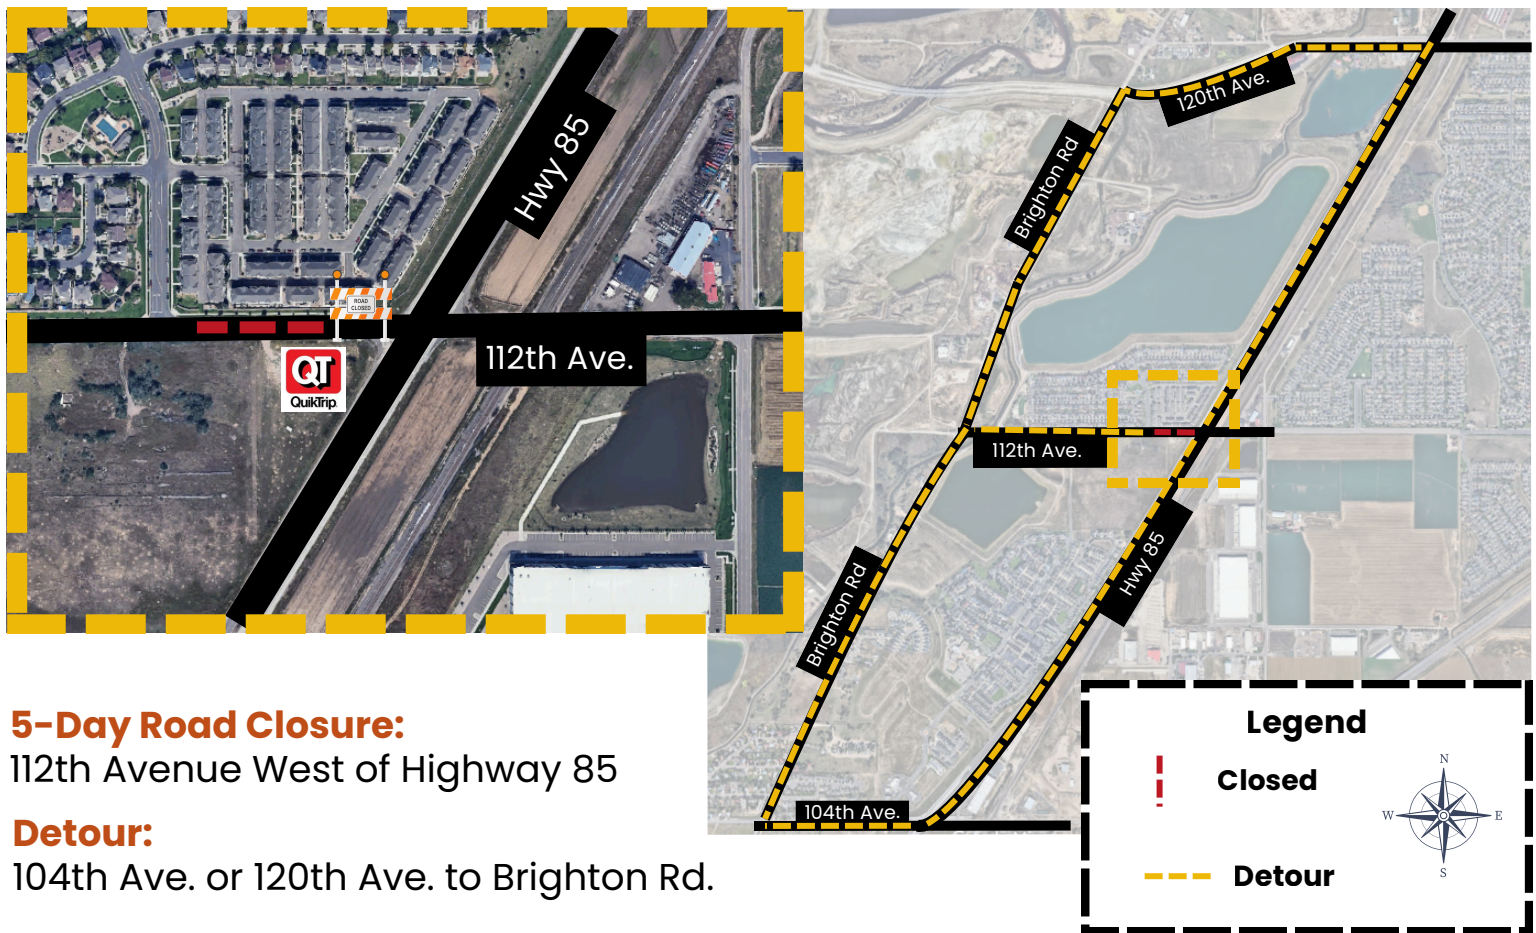 Hwy 85
ROAD
CLOSED
112th Ave.
QT
QuikTrip
120th Ave.
Brighton Rd
112th Ave.
Hwy 85
Brighton Rd
104th Ave.
5-Day Road Closure:
112th Avenue West of Highway 85
Detour:
104th Ave. or 120th Ave. to Brighton Rd.
Legend
Closed
Detour
N
W
E
S